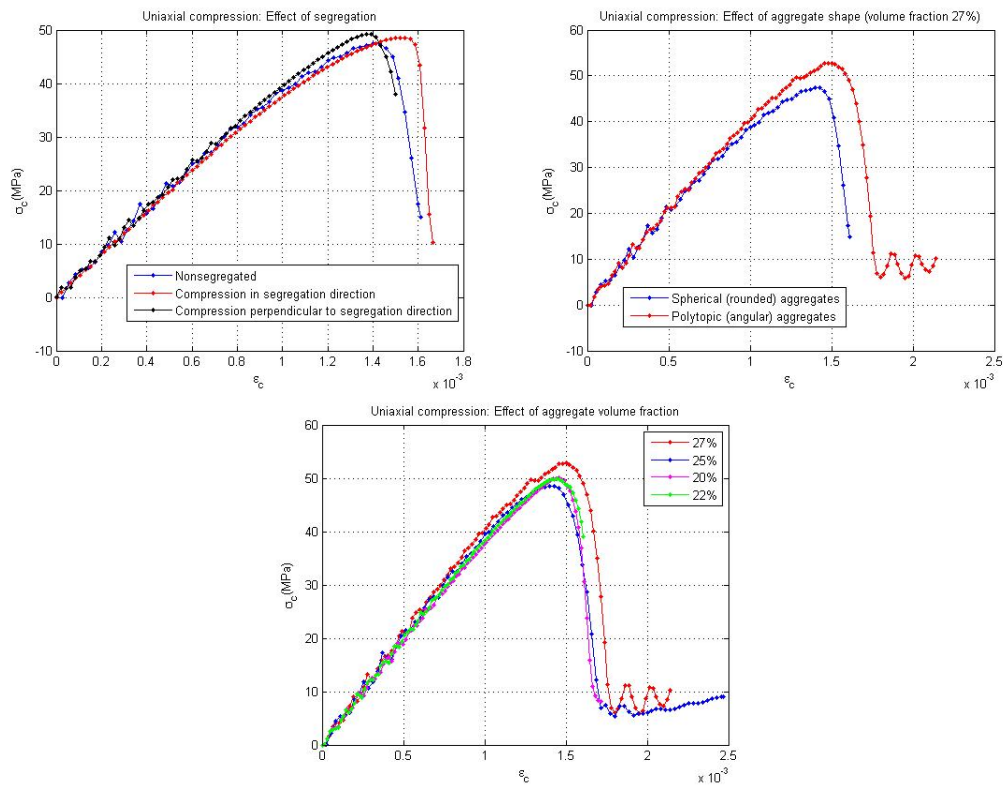 Uniaxial compression: Effect of segregation
50
40
30
20
10
0
-10
σc(MPa)
0
0.2
0.4
0.6
0.8
1
1.2
1.4
1.6
1.8
εc
x 10⁻³
Nonsegregated
Compression in segregation direction
Compression perpendicular to segregation direction
Uniaxial compression: Effect of aggregate shape (volume fraction 27%)
60
50
40
30
20
10
0
-10
σc(MPa)
0
0.5
1
1.5
2
2.5
εc
x 10⁻³
Spherical (rounded) aggregates
Polytopic (angular) aggregates
Uniaxial compression: Effect of aggregate volume fraction
60
50
40
30
20
10
0
σc(MPa)
0
0.5
1
1.5
2
2.5
εc
x 10⁻³
27%
25%
20%
22%